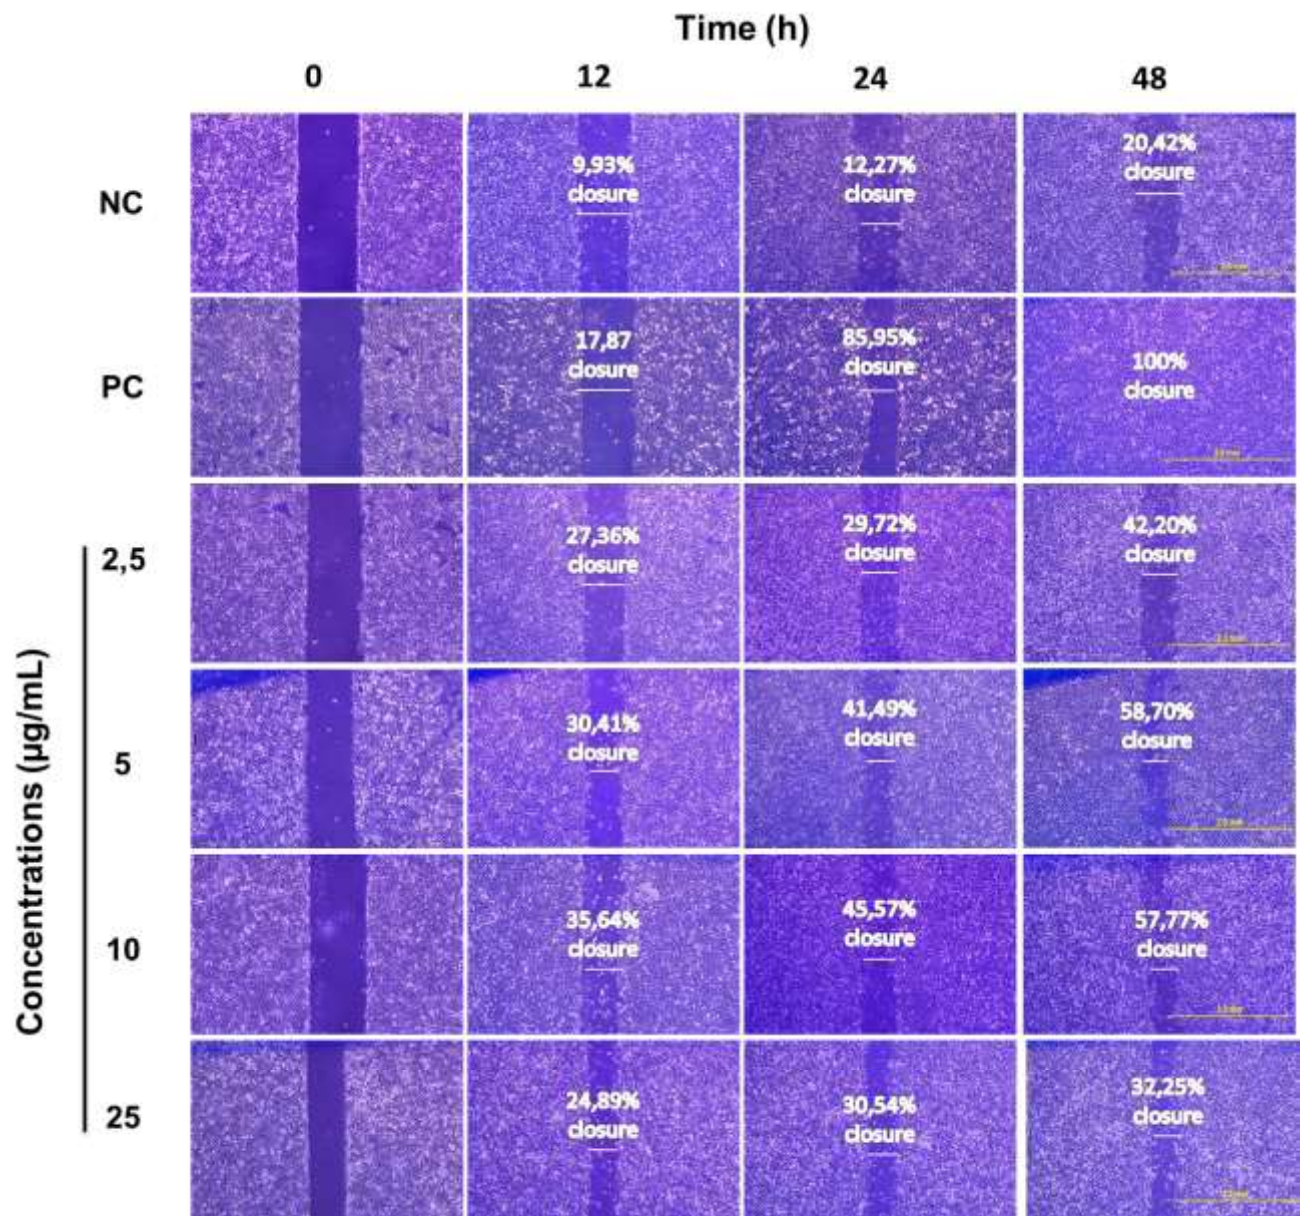 Time (h)
0 12 24 48
NC
9,93%
closure
12,27%
closure
20,42%
closure
PC
17,87
closure
85,95%
closure
100%
closure
Concentrations (µg/mL)
2,5
27,36%
closure
29,72%
closure
42,20%
closure
5
30,41%
closure
41,49%
closure
58,70%
closure
10
35,64%
closure
45,57%
closure
57,77%
closure
25
24,89%
closure
30,54%
closure
32,25%
closure